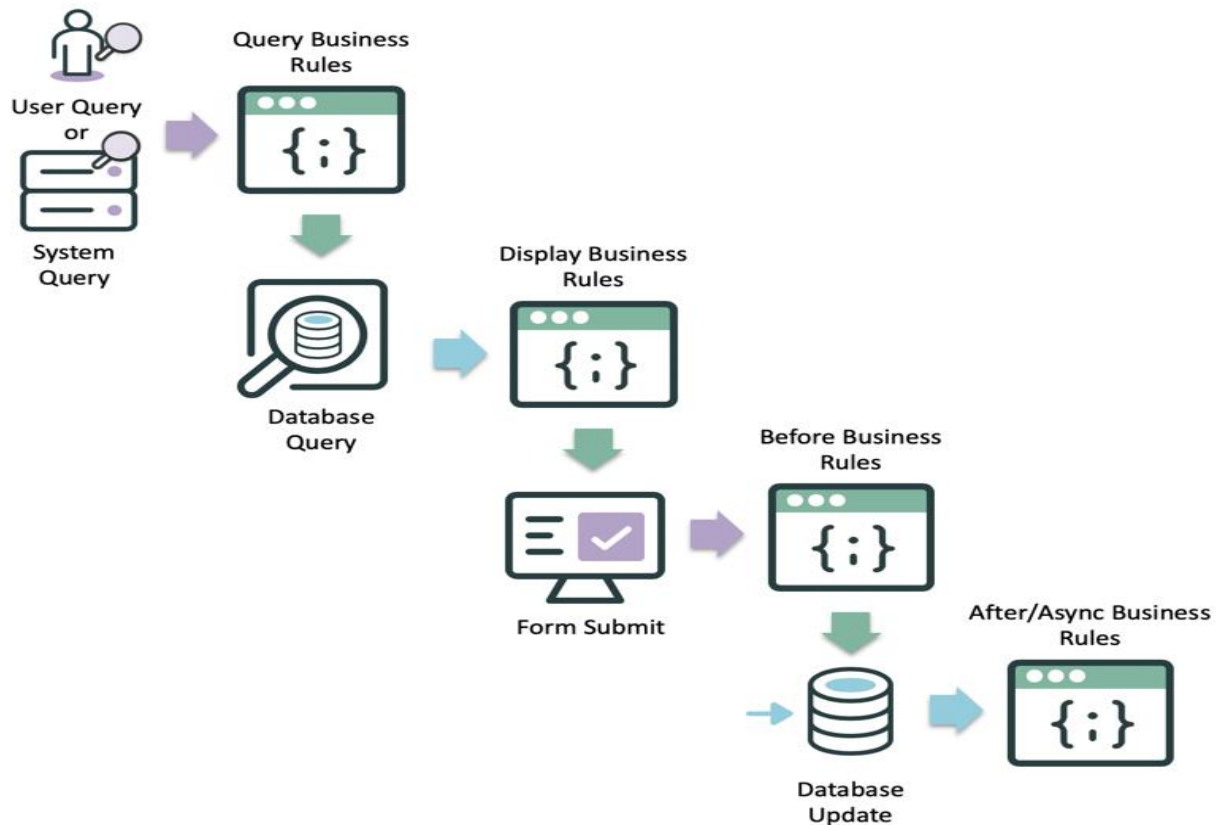 Query Business
Rules
User Query
or
System
Query
{;}
Database
Query
Display Business
Rules
{;}
Form Submit
Before Business
Rules
{;}
Database
Update
After/Async Business
Rules
{;}